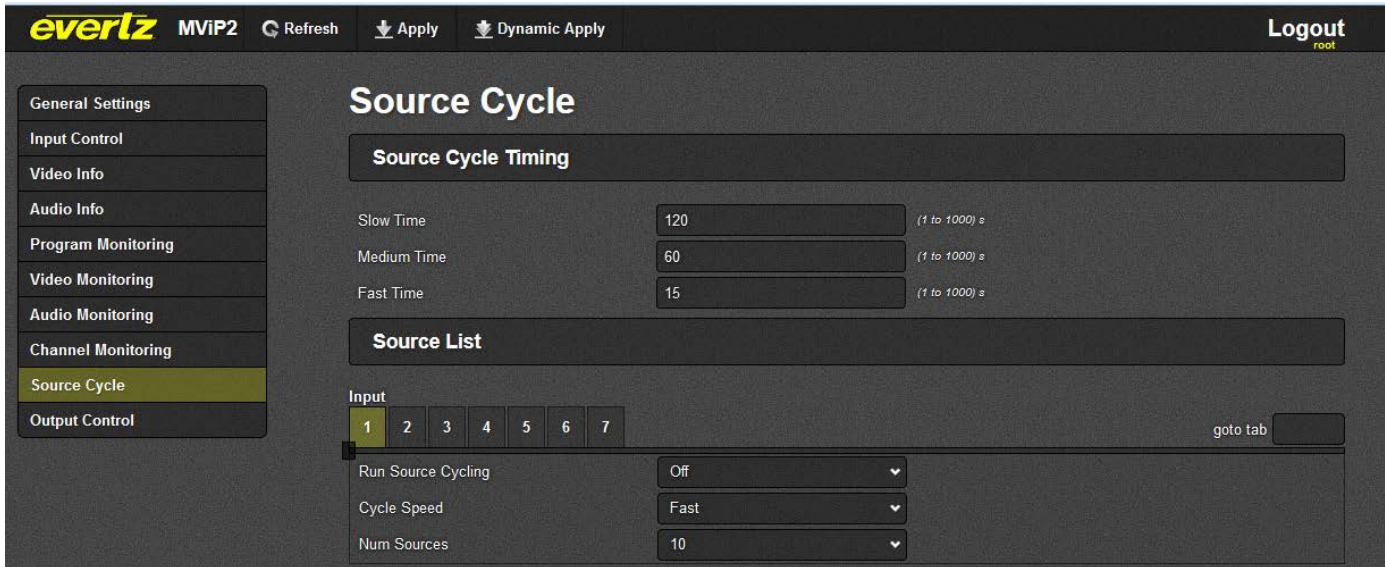 evertz MViP2 Refresh Apply Dynamic Apply Logout
root
General Settings
Input Control
Video Info
Audio Info
Program Monitoring
Video Monitoring
Audio Monitoring
Channel Monitoring
Source Cycle
Output Control
Source Cycle
Source Cycle Timing
Slow Time 120 (1 to 1000) s
Medium Time 60 (1 to 1000) s
Fast Time 15 (1 to 1000) s
Source List
Input
1 2 3 4 5 6 7 goto tab
Run Source Cycling Off
Cycle Speed Fast
Num Sources 10